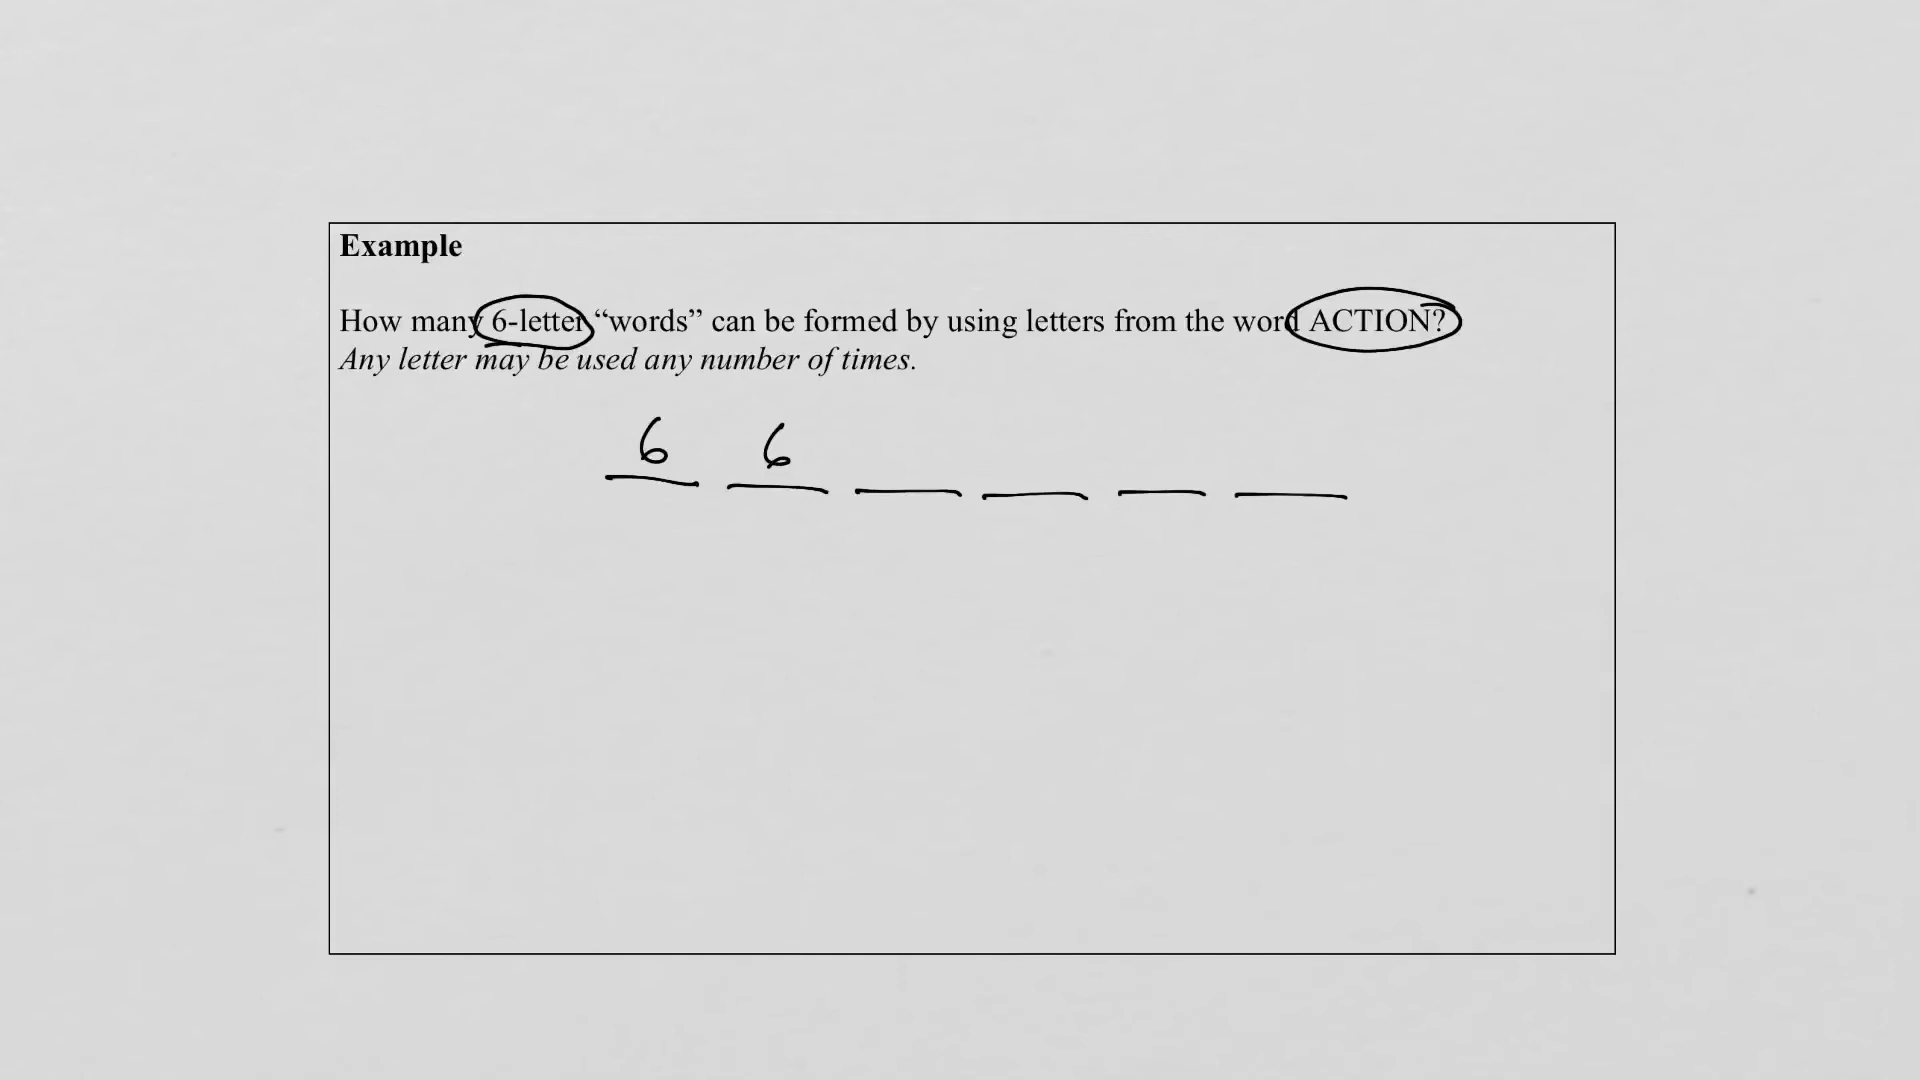 Example
How many 6-letter “words” can be formed by using letters from the word ACTION?
Any letter may be used any number of times.
6 6